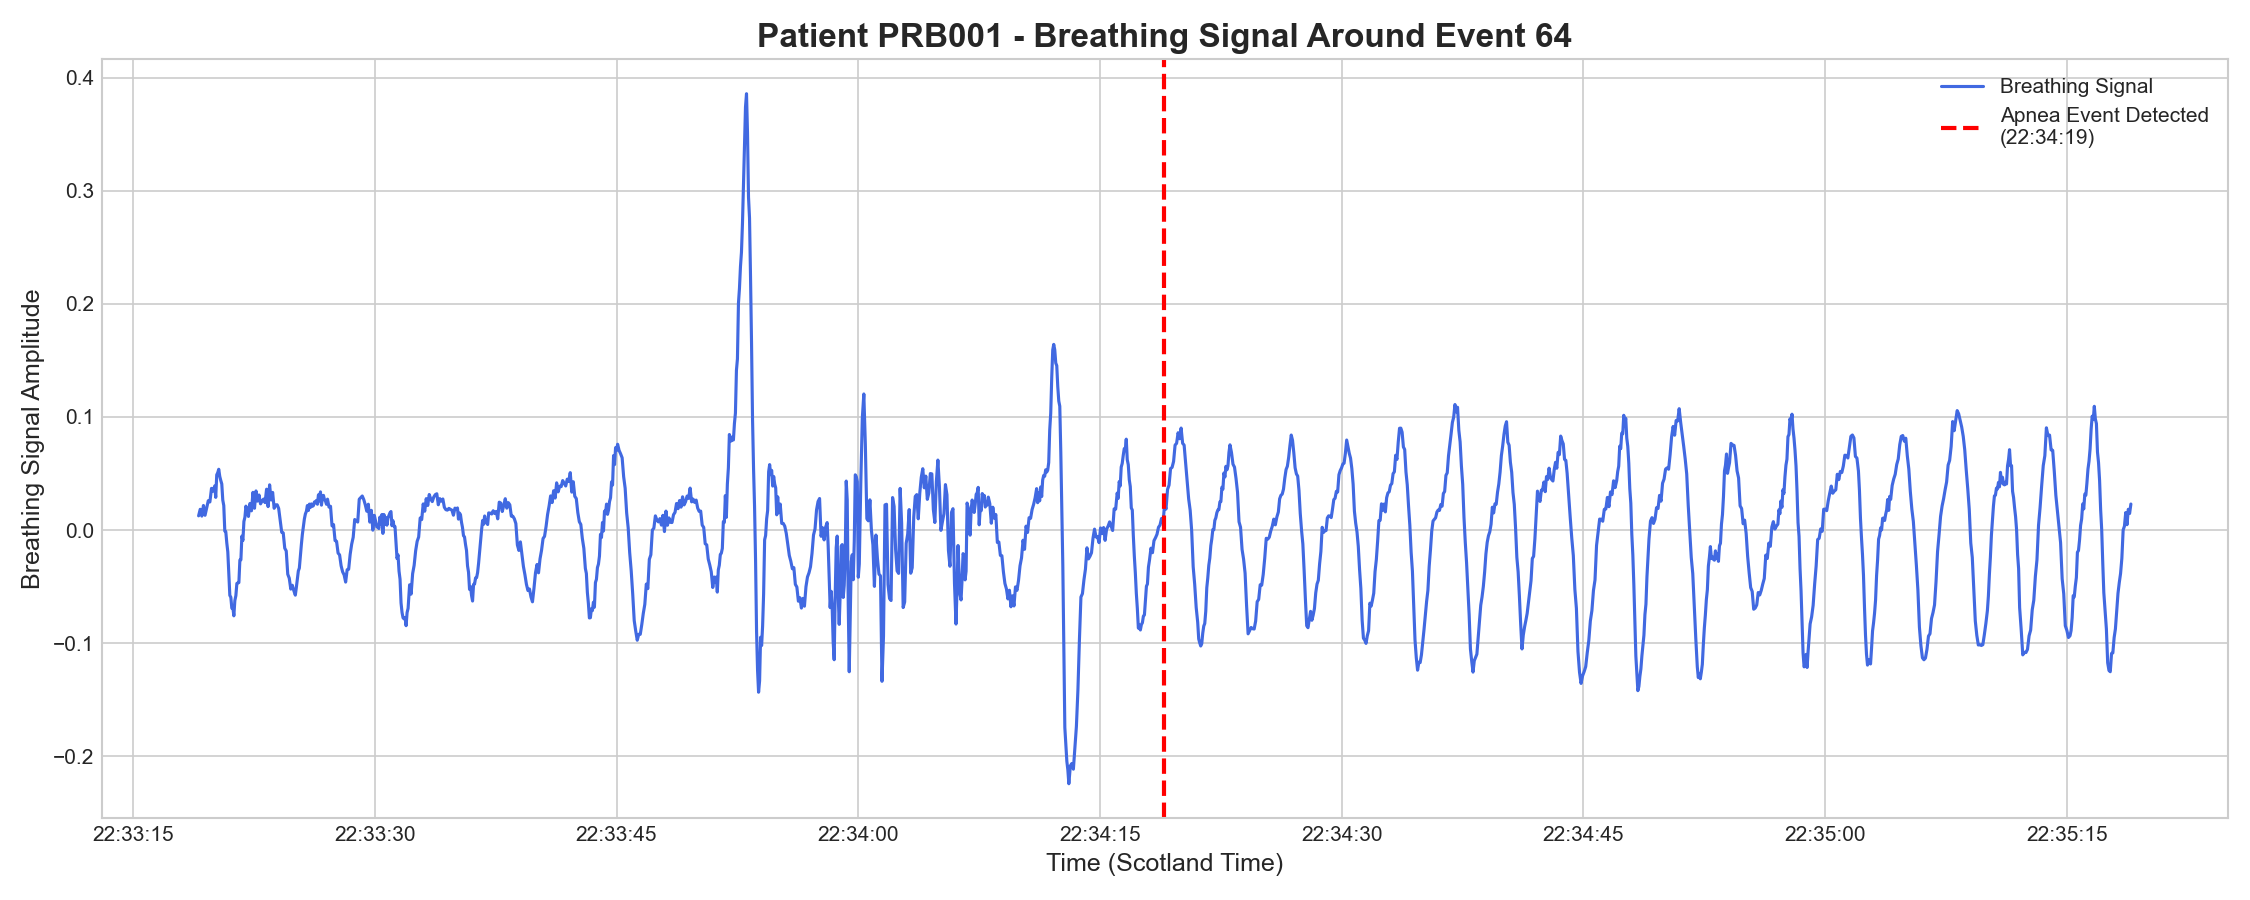 Patient PRB001 - Breathing Signal Around Event 64
Breathing Signal
Apnea Event Detected
(22:34:19)
Breathing Signal Amplitude
0.4
0.3
0.2
0.1
0.0
−0.1
−0.2
22:33:15 22:33:30 22:33:45 22:34:00 22:34:15 22:34:30 22:34:45 22:35:00 22:35:15
Time (Scotland Time)